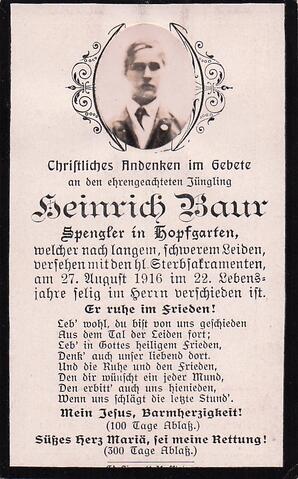 Christliches Andenken im Gebete
an den ehrengeachteten Jüngling
Heinrich Baur
Spengler in Hopfgarten,
welcher nach langem, schwerem Leiden,
versehen mit den hl. Sterbsakramenten,
am 27. August 1916 im 22. Lebens-
jahre selig im Herrn verschieden ist.
Er ruhe im Frieden!
Leb' wohl, du bist von uns geschieden
Aus dem Tal der Leiden fort;
Leb' in Gottes heiligem Frieden,
Denk' auch unser liebend dort.
Und die Ruhe und den Frieden,
Den dir wünscht ein jeder Mund,
Den erbitt' auch uns hienieden,
Wenn uns schlägt die letzte Stund'.
Mein Jesus, Barmherzigkeit!
(100 Tage Ablaß.)
Süßes Herz Mariä, sei meine Rettung!
(300 Tage Ablaß.)